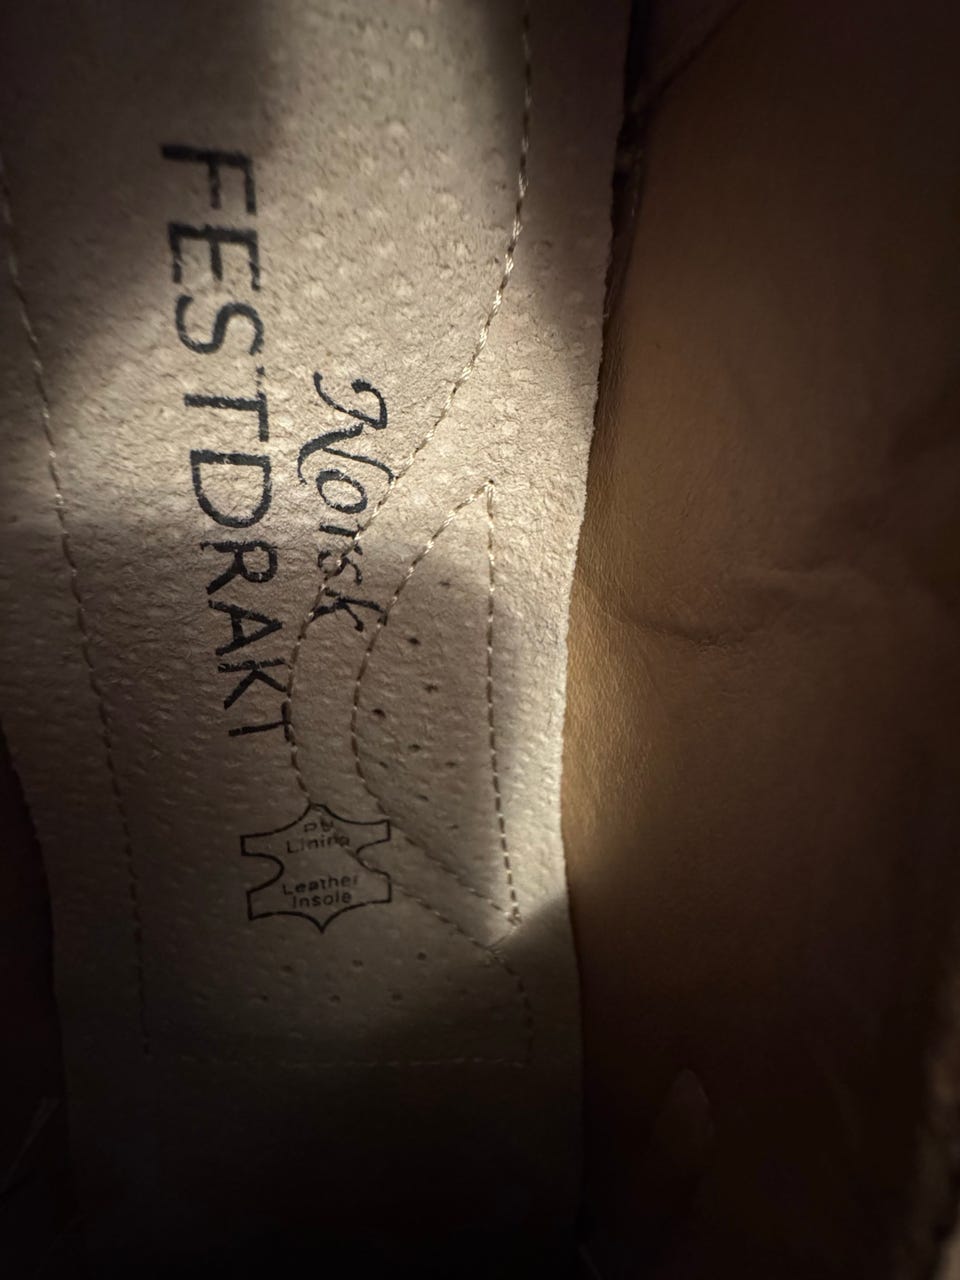 Norsk
FESTDRAKT
PU
Lining
Leather
Insole